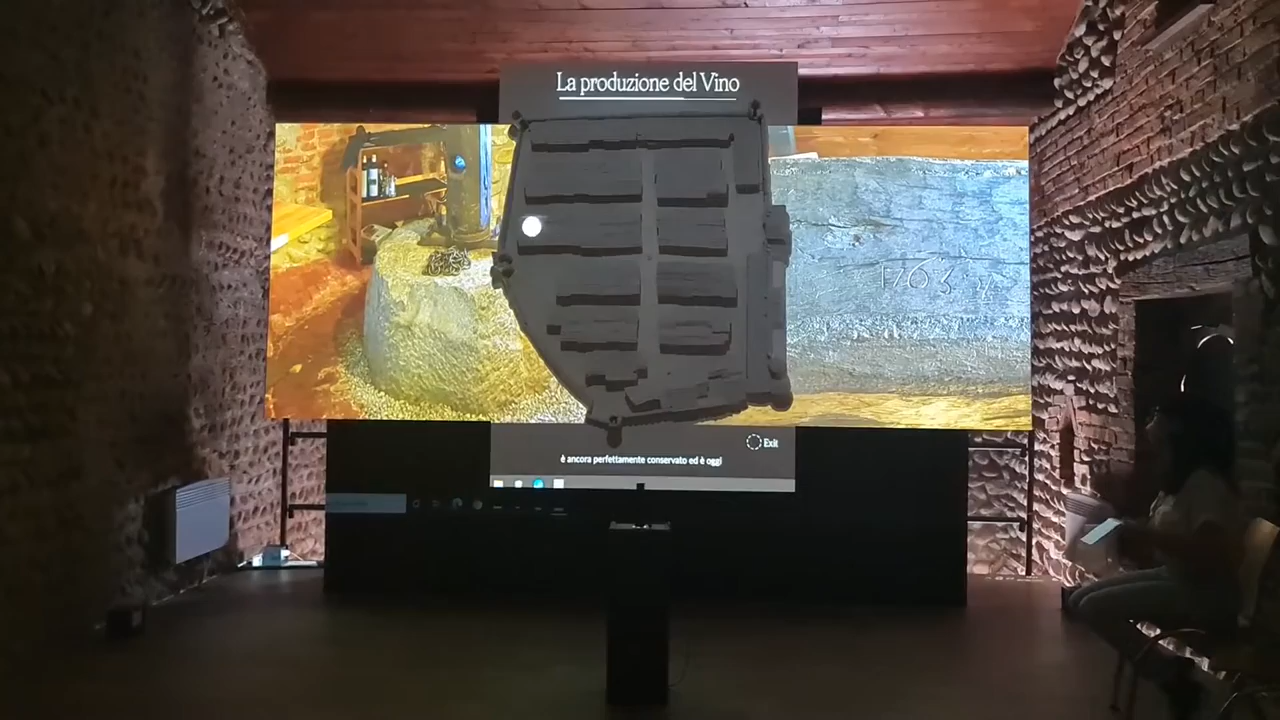 La produzione del Vino
1763
Exit
è ancora perfettamente conservato ed è oggi